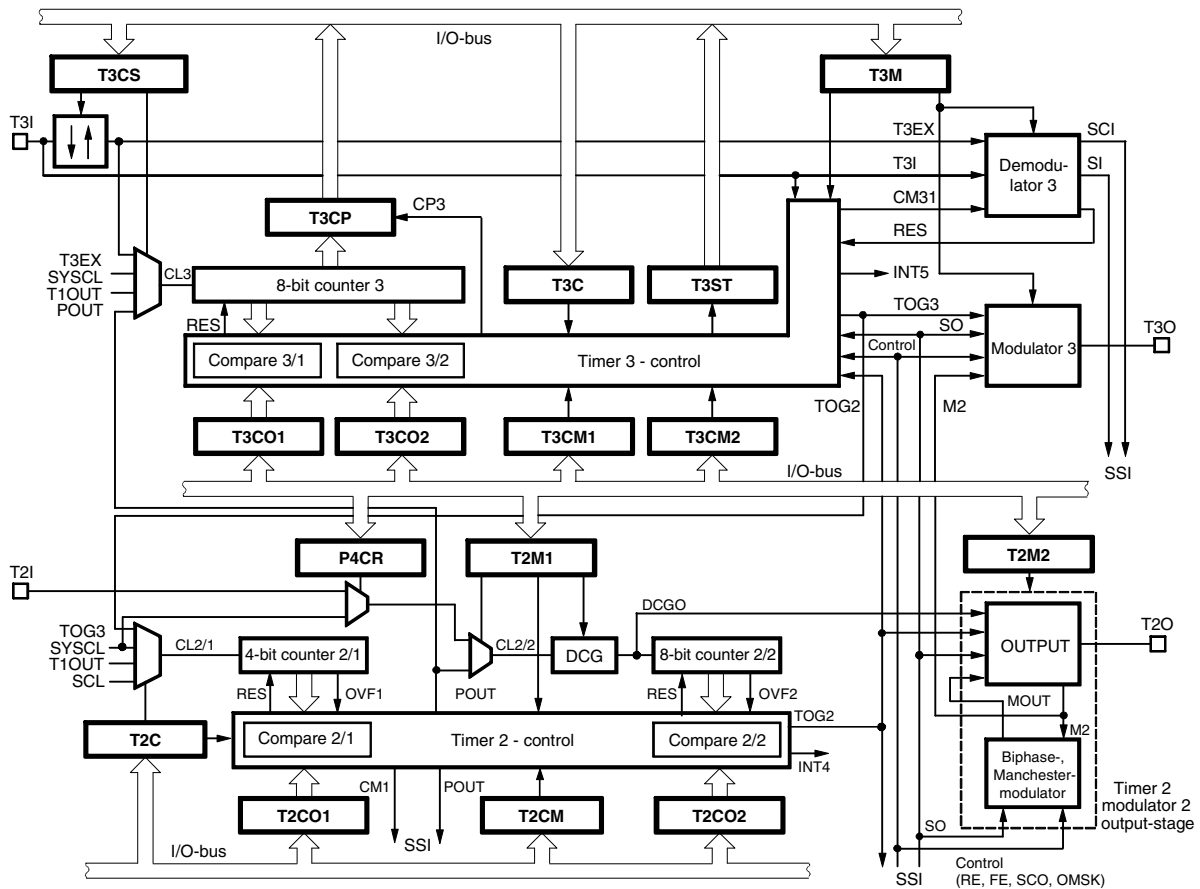 I/O-bus
T3CS
T3M
T3I
T3EX
SCI
T3I
SI
Demodu-
lator 3
CP3
CM31
T3CP
RES
T3EX
SYSCL
T1OUT
POUT
CL3
8-bit counter 3
T3C
T3ST
INT5
TOG3
RES
SO
T3O
Compare 3/1
Compare 3/2
Timer 3 - control
Control
Modulator 3
TOG2
M2
T3CO1
T3CO2
T3CM1
T3CM2
I/O-bus
SSI
P4CR
T2M1
T2M2
T2I
DCGO
TOG3
SYSCL
T1OUT
SCL
CL2/1
4-bit counter 2/1
CL2/2
DCG
8-bit counter 2/2
OUTPUT
T2O
RES
OVF1
POUT
RES
OVF2
MOUT
T2C
Compare 2/1
Timer 2 - control
Compare 2/2
TOG2
M2
INT4
CM1
POUT
Biphase-,
Manchester-
modulator
Timer 2
modulator 2
output-stage
T2CO1
T2CM
T2CO2
SSI
SO
I/O-bus
SSI
Control
(RE, FE, SCO, OMSK)